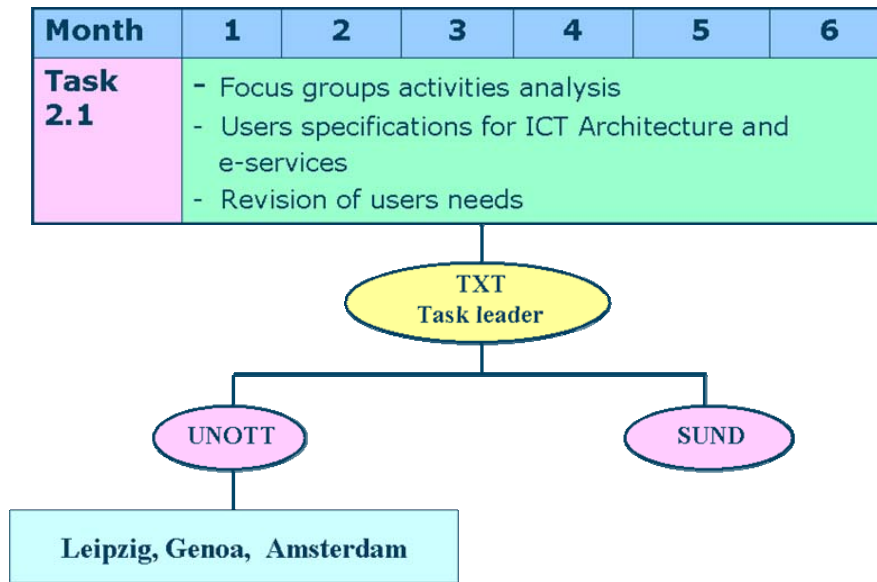 Month 1 2 3 4 5 6
Task 2.1
- Focus groups activities analysis
- Users specifications for ICT Architecture and
e-services
- Revision of users needs
TXT
Task leader
UNOTT
SUND
Leipzig, Genoa, Amsterdam